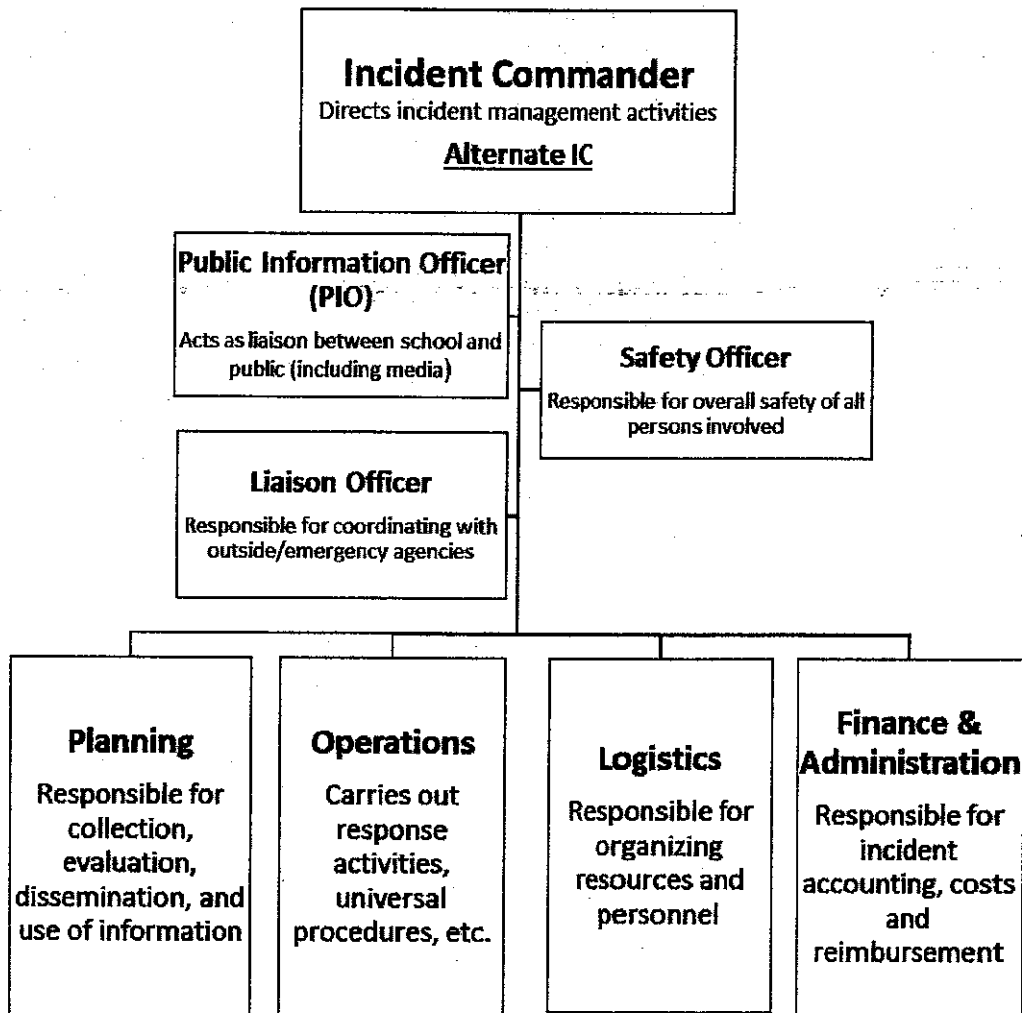 Incident Commander
Directs incident management activities
Alternate IC
Public Information Officer
(PIO)
Acts as liaison between school and
public (including media)
Safety Officer
Responsible for overall safety of all
persons involved
Liaison Officer
Responsible for coordinating with
outside/emergency agencies
Planning
Responsible for
collection,
evaluation,
dissemination, and
use of information
Operations
Carries out
response
activities,
universal
procedures, etc.
Logistics
Responsible for
organizing
resources and
personnel
Finance &
Administration
Responsible for
incident
accounting, costs
and
reimbursement